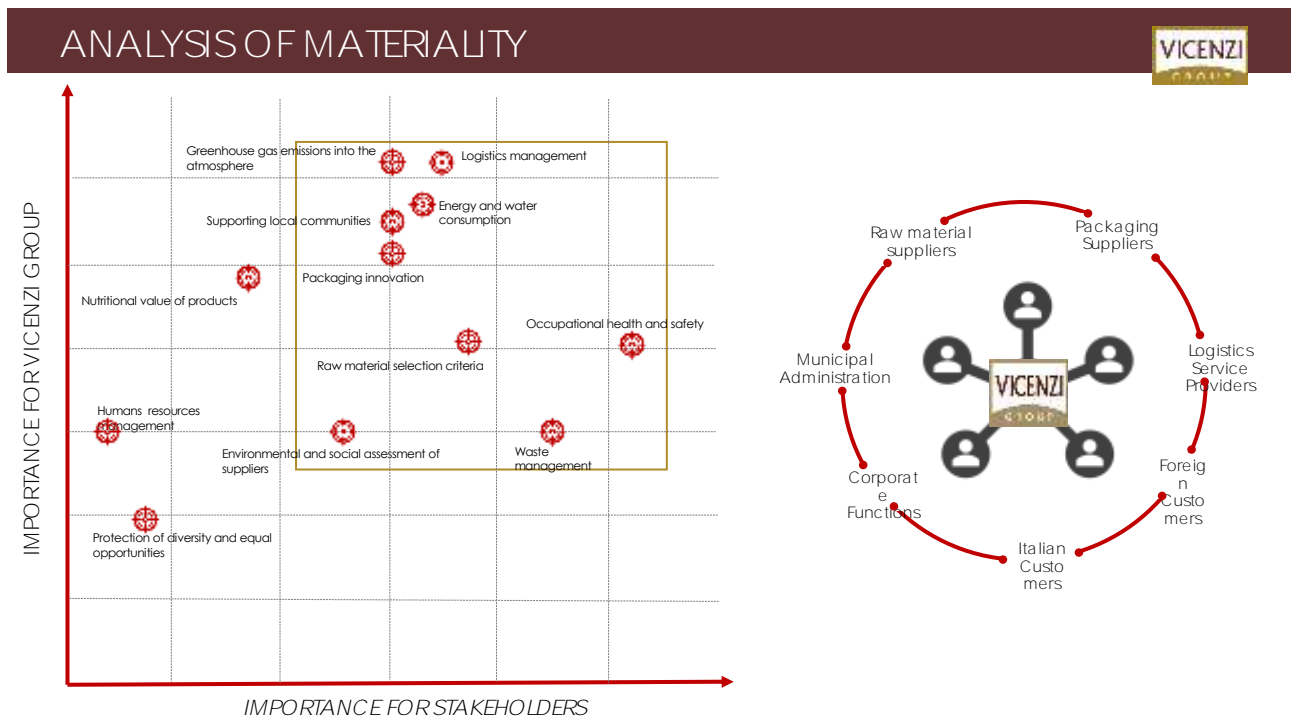 ANALYSIS OF MATERIALITY
VICENZI
GROUP
IMPORTANCE FOR VICENZI GROUP
Greenhouse gas emissions into the
atmosphere
Logistics management
Energy and water
consumption
Supporting local communities
Packaging innovation
Nutritional value of products
Occupational health and safety
Raw material selection criteria
Humans resources
management
Environmental and social assessment of
suppliers
Waste
management
Protection of diversity and equal
opportunities
IMPORTANCE FOR STAKEHOLDERS
Raw material
suppliers
Packaging
Suppliers
Municipal
Administration
Logistics
Service
Providers
VICENZI
GROUP
Corporat
e
Functions
Foreig
n
Custo
mers
Italian
Custo
mers